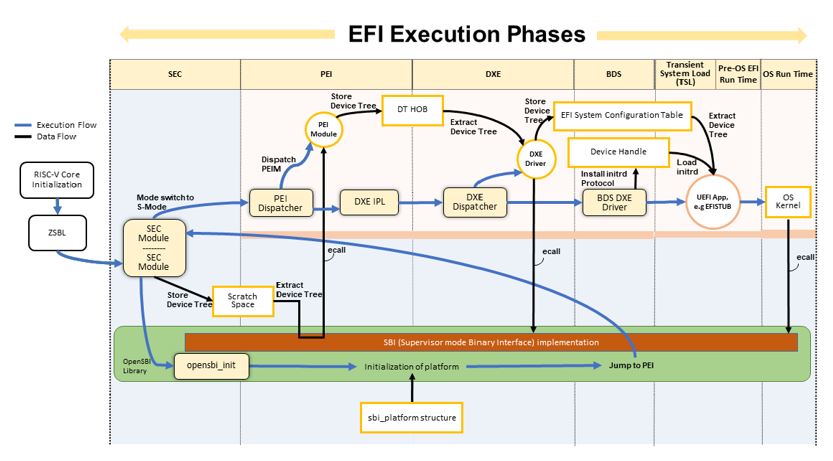 EFI Execution Phases
SEC
PEI
DXE
BDS
Transient
System Load
(TSL)
Pre-OS EFI
Run Time
OS Run Time
Execution Flow
Data Flow
RISC-V Core
Initialization
ZSBL
Mode switch to
S-Mode
SEC
Module
--------
SEC
Module
Store
Device Tree
Scratch
Space
Extract
Device Tree
Dispatch
PEIM
PEI
Dispatcher
PEI
Module
Store
Device Tree
DT HOB
Extract
Device Tree
DXE IPL
DXE
Dispatcher
DXE
Driver
Store
Device
Tree
EFI System Configuration Table
Device Handle
Install initrd
Protocol
BDS DXE
Driver
Extract
Device
Tree
Load
initrd
UEFI App,
e.g EFISTUB
OS
Kernel
ecall
ecall
ecall
SBI (Supervisor mode Binary Interface) implementation
OpenSBI
Library
opensbi_init
Initialization of platform
Jump to PEI
sbi_platform structure